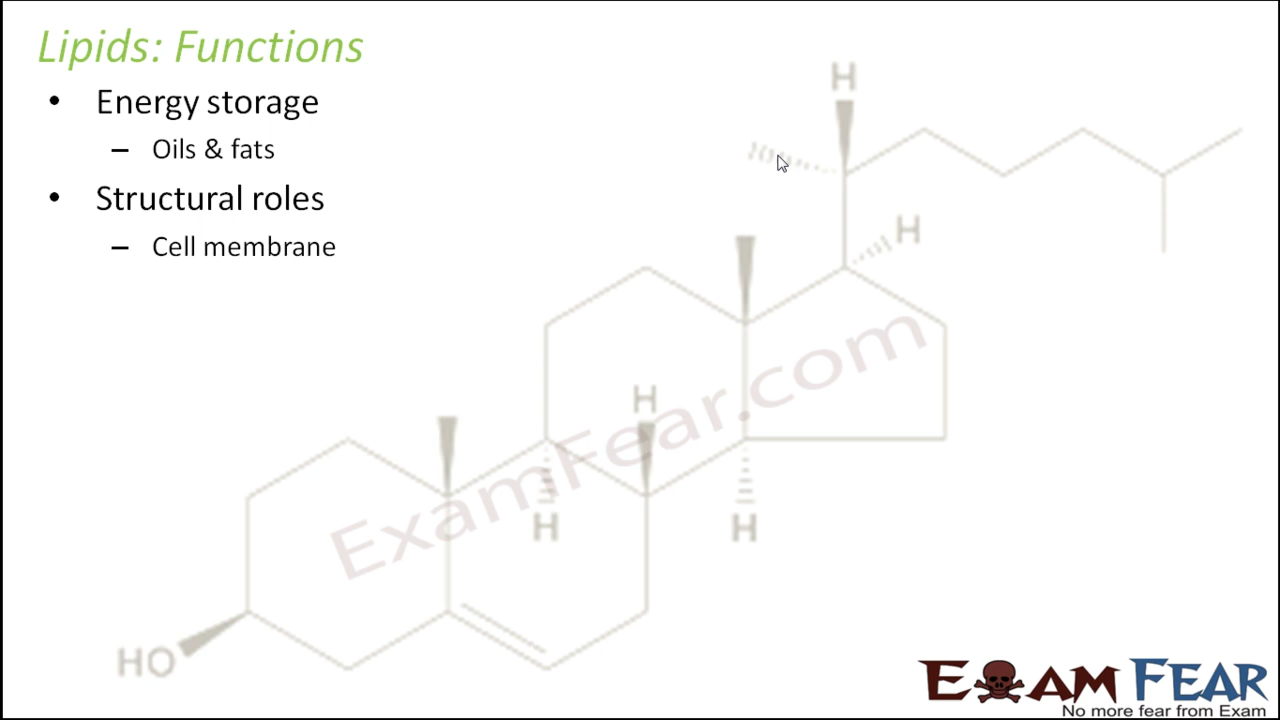 Lipids: Functions
• Energy storage
– Oils & fats
• Structural roles
– Cell membrane
H
H
H
H
H
HO
ExamFear.com
EXAM FEAR
No more fear from Exam